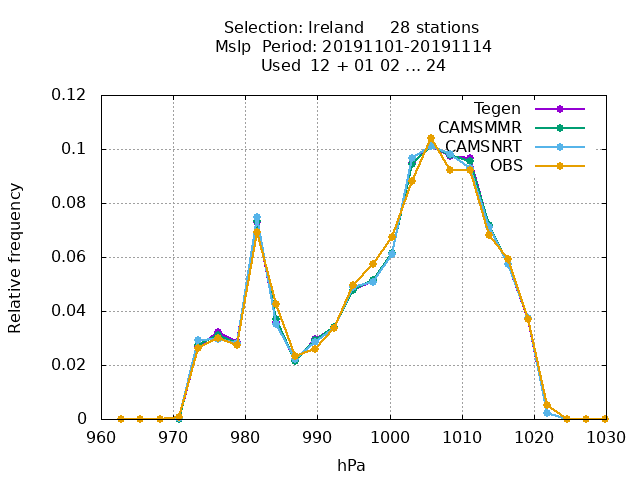 Selection: Ireland 28 stations
Mslp Period: 20191101-20191114
Used 12 + 01 02 ... 24
0.12
0.1
0.08
0.06
0.04
0.02
0
Relative frequency
Tegen
CAMSMMR
CAMSNRT
OBS
960 970 980 990 1000 1010 1020 1030
hPa